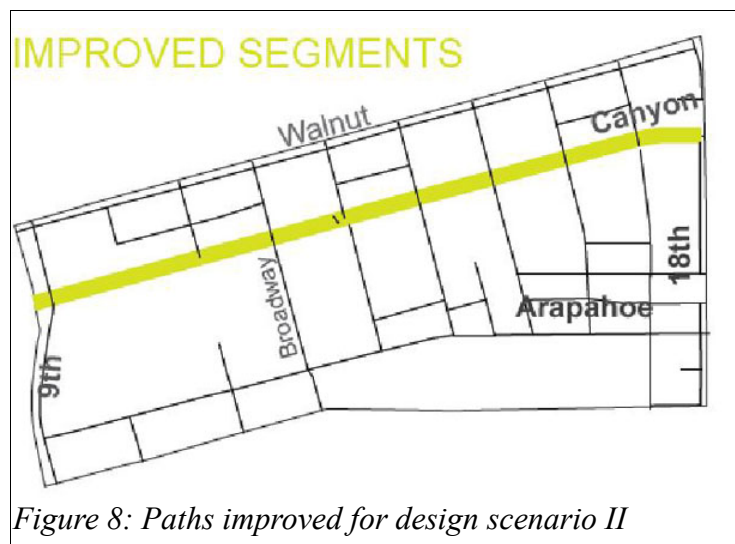 IMPROVED SEGMENTS
Walnut
Canyon
Broadway
18th
Arapahoe
9th
Figure 8: Paths improved for design scenario II